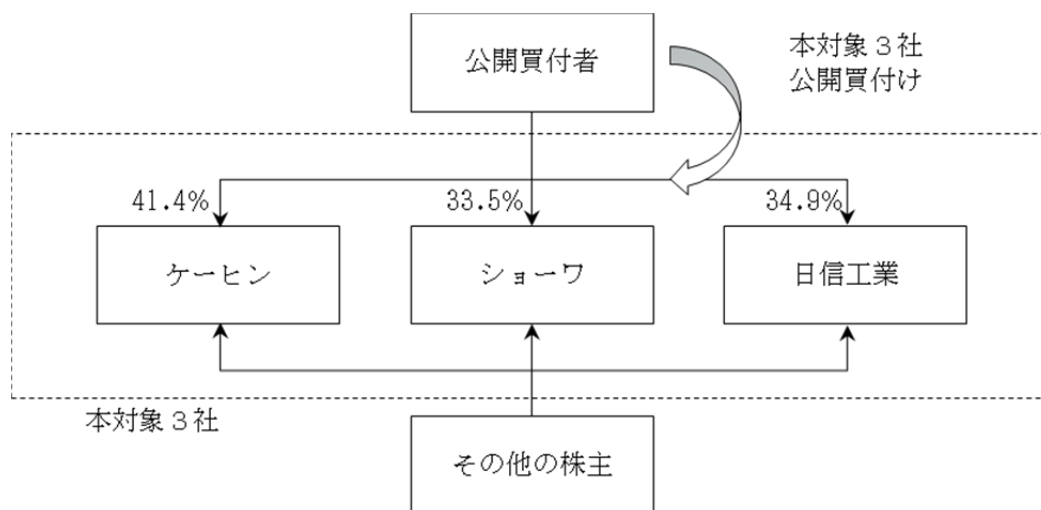 公開買付者
本対象３社
公開買付け
41.4%
33.5%
34.9%
ケーヒン
ショーワ
日信工業
本対象３社
その他の株主